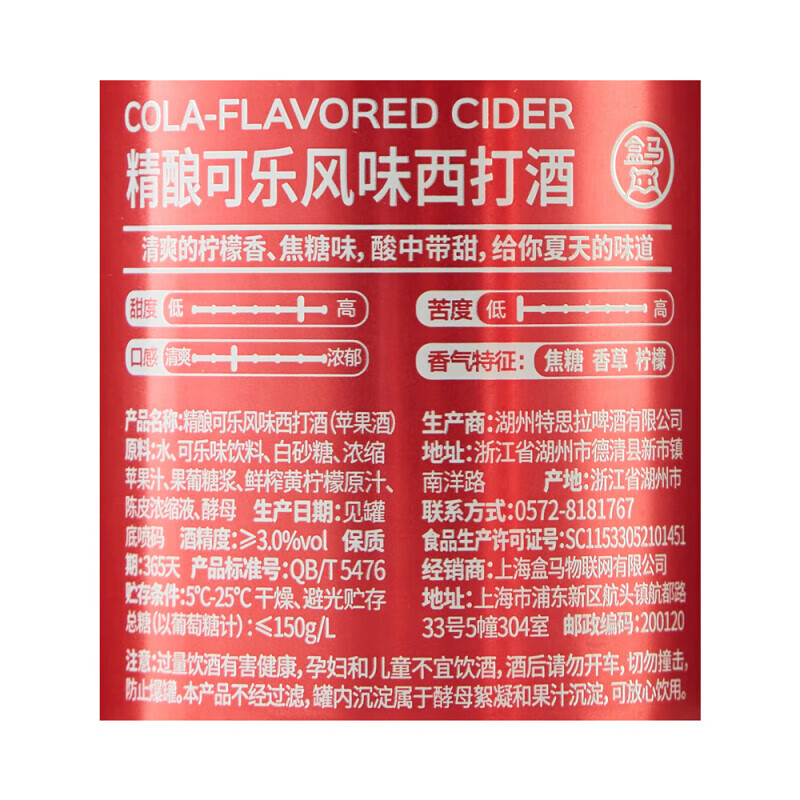 COLA-FLAVORED CIDER
精酿可乐风味西打酒
盒马
清爽的柠檬香、焦糖味,酸中带甜,给你夏天的味道
甜度 低 高
苦度 低 高
口感 清爽 浓郁
香气特征: 焦糖 香草 柠檬
产品名称:精酿可乐风味西打酒(苹果酒)
原料:水、可乐味饮料、白砂糖、浓缩
苹果汁、果葡糖浆、鲜榨黄柠檬原汁、
陈皮浓缩液、酵母 生产日期:见罐
底喷码 酒精度:≥3.0%vol 保质
期:365天 产品标准号:QB/T 5476
贮存条件:5℃-25℃ 干燥、避光贮存
总糖(以葡萄糖计):≤150g/L
生产商:湖州特思拉啤酒有限公司
地址:浙江省湖州市德清县新市镇
南洋路 产地:浙江省湖州市
联系方式:0572-8181767
食品生产许可证号:SC11533052101451
经销商:上海盒马物联网有限公司
地址:上海市浦东新区航头镇航都路
33号5幢304室 邮政编码:200120
注意:过量饮酒有害健康,孕妇和儿童不宜饮酒,酒后请勿开车,切勿撞击,
防止爆罐。本产品不经过滤,罐内沉淀属于酵母絮凝和果汁沉淀,可放心饮用。